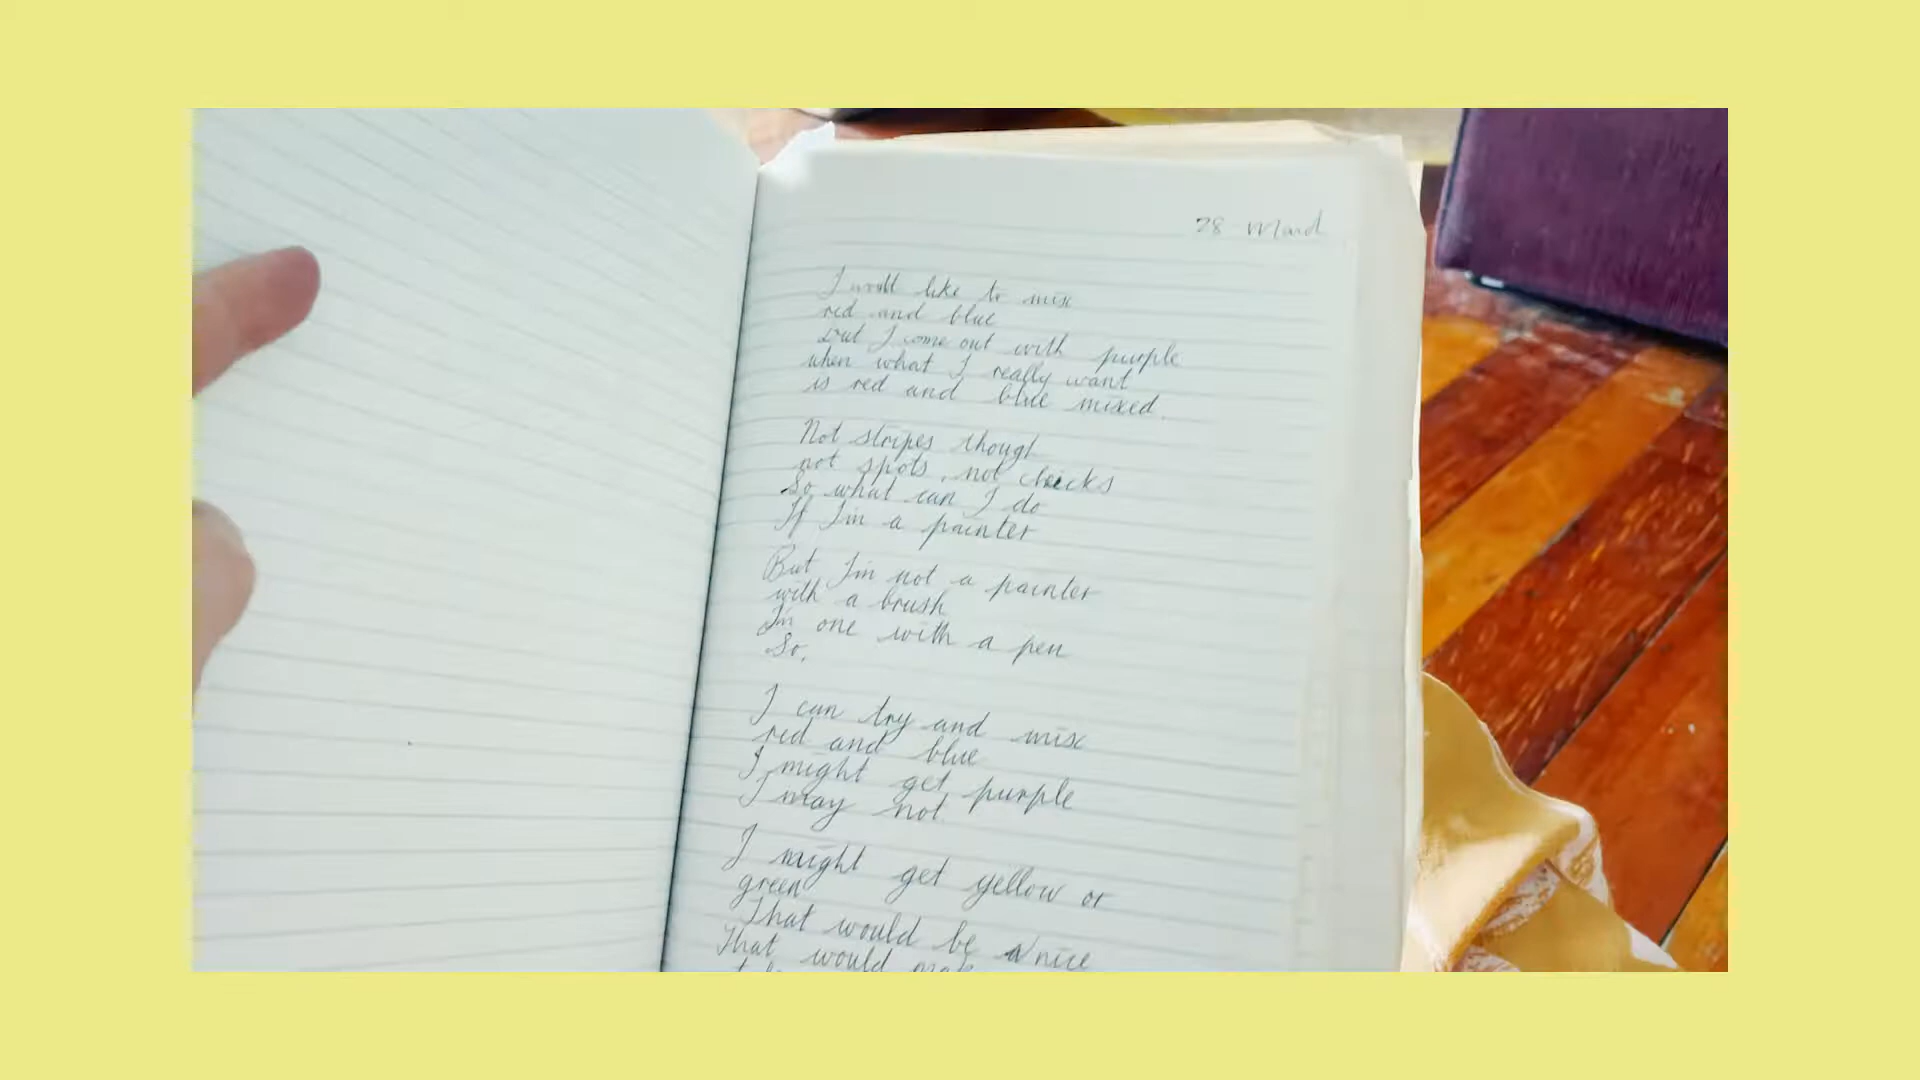 28 March
I would like to mix
red and blue
but I come out with purple
when what I really want
is red and blue mixed.
Not stripes though
not spots, not checks
So what can I do
If I'm a painter
But I'm not a painter
with a brush
I'm one with a pen
So,
I can try and mix
red and blue
I might get purple
I may not
I might get yellow or
green
That would be nice
That would